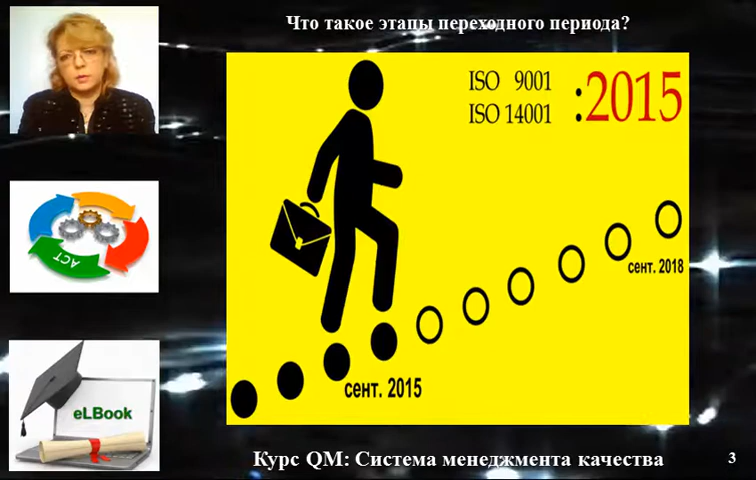 Что такое этапы переходного периода?
ISO 9001
ISO 14001
:2015
ACT
сент. 2018
сент. 2015
eLBook
Курс QM: Система менеджмента качества
3